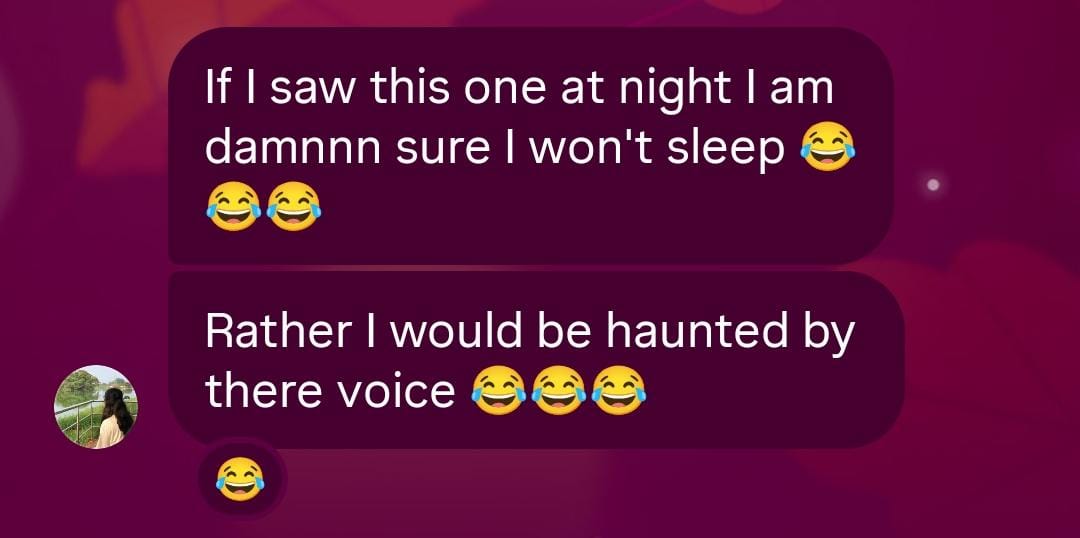 If I saw this one at night I am
damnnn sure I won't sleep 😂
😂😂
Rather I would be haunted by
there voice 😂😂😂
😂